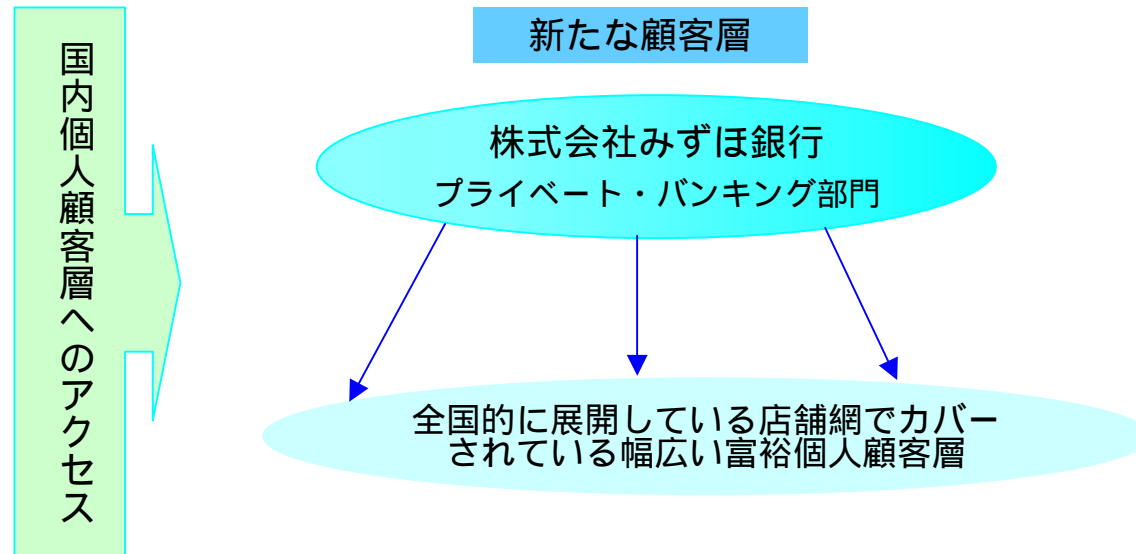 国内個人顧客層へのアクセス
新たな顧客層
株式会社みずほ銀行
プライベート・バンキング部門
全国的に展開している店舗網でカバー
されている幅広い富裕個人顧客層